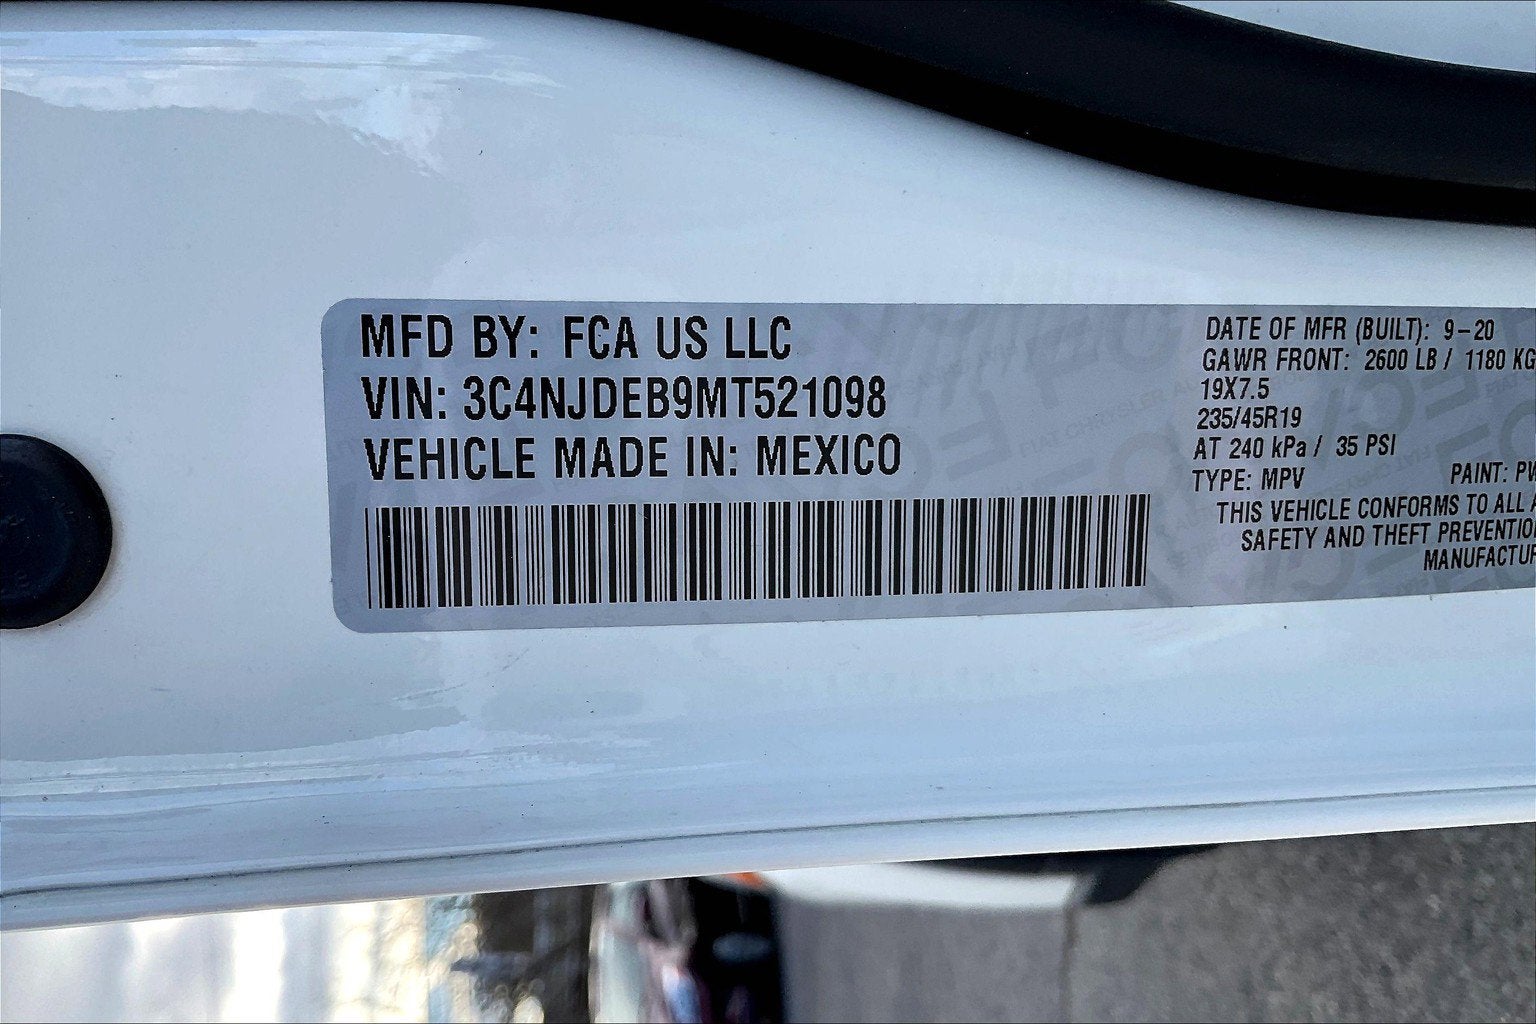 MFD BY: FCA US LLC
VIN: 3C4NJDEB9MT521098
VEHICLE MADE IN: MEXICO
DATE OF MFR (BUILT): 9-20
GAWR FRONT: 2600 LB / 1180 KG
19X7.5
235/45R19
AT 240 kPa / 35 PSI
TYPE: MPV PAINT:
THIS VEHICLE CONFORMS TO ALL
SAFETY AND THEFT